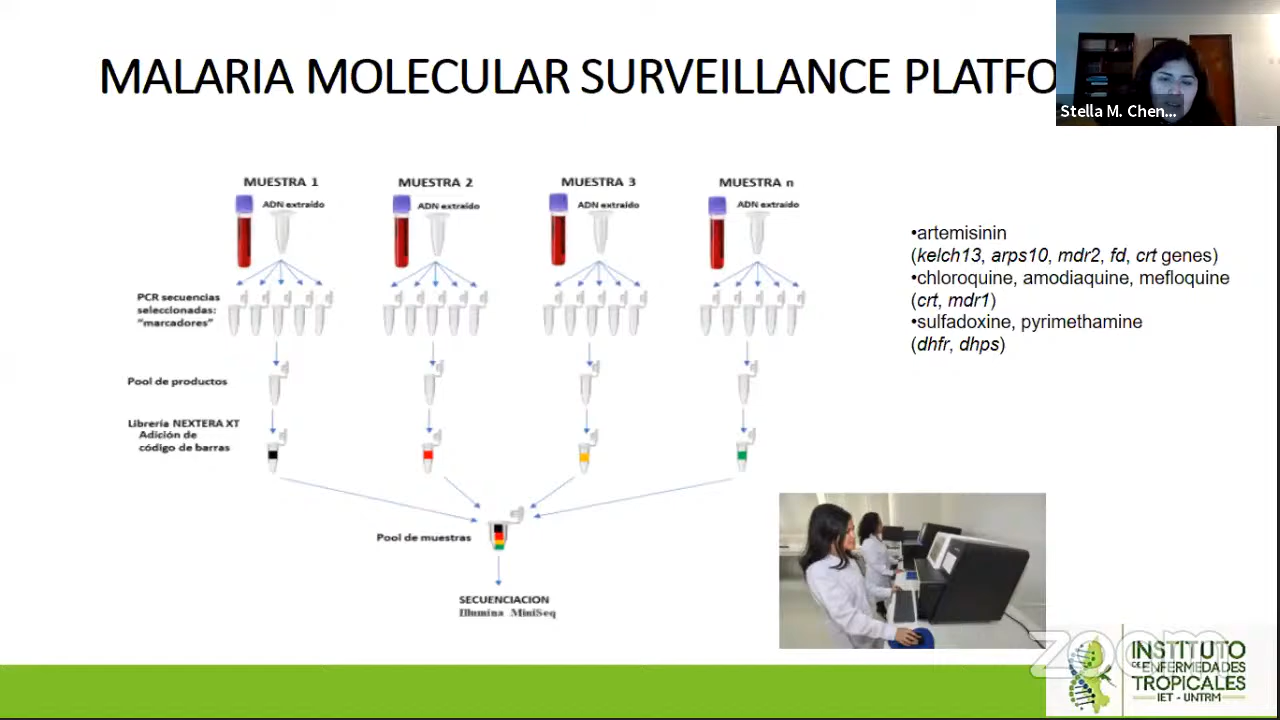 MALARIA MOLECULAR SURVEILLANCE PLATFO
Stella M. Chen...
MUESTRA 1
ADN extraído
MUESTRA 2
ADN extraído
MUESTRA 3
ADN extraído
MUESTRA n
ADN extraído
PCR secuencias
seleccionadas:
“marcadores”
Pool de productos
Librería NEXTERA XT
Adición de
código de barras
Pool de muestras
SECUENCIACION
Illumina MiniSeq
•artemisinin
(kelch13, arps10, mdr2, fd, crt genes)
•chloroquine, amodiaquine, mefloquine
(crt, mdr1)
•sulfadoxine, pyrimethamine
(dhfr, dhps)
zoom
INSTITUTO
DE ENFERMEDADES
TROPICALES
IET - UNTRM